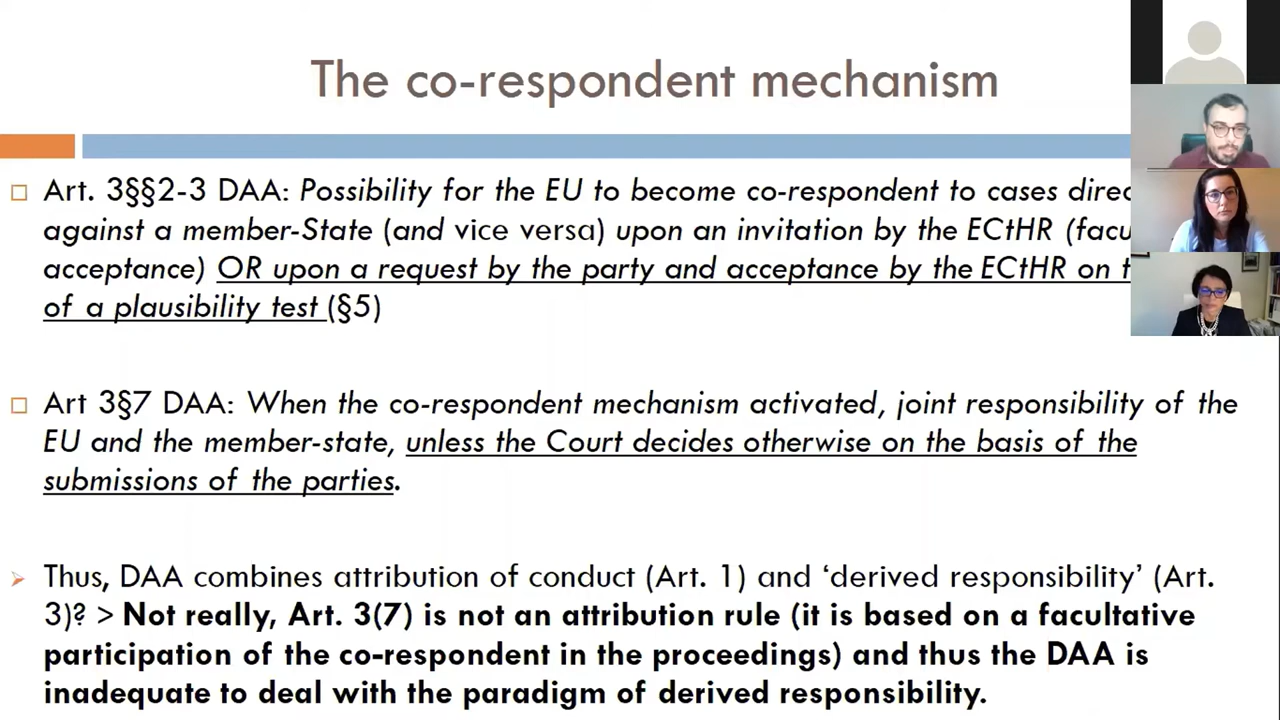 The co-respondent mechanism
Art. 3§§2-3 DAA: Possibility for the EU to become co-respondent to cases
against a member-State (and vice versa) upon an invitation by the ECtHR
acceptance) OR upon a request by the party and acceptance by the ECtHR on
of a plausibility test (§5)
Art 3§7 DAA: When the co-respondent mechanism activated, joint responsibility of the
EU and the member-state, unless the Court decides otherwise on the basis of the
submissions of the parties.
Thus, DAA combines attribution of conduct (Art. 1) and ‘derived responsibility’ (Art.
3)? > Not really, Art. 3(7) is not an attribution rule (it is based on a facultative
participation of the co-respondent in the proceedings) and thus the DAA is
inadequate to deal with the paradigm of derived responsibility.